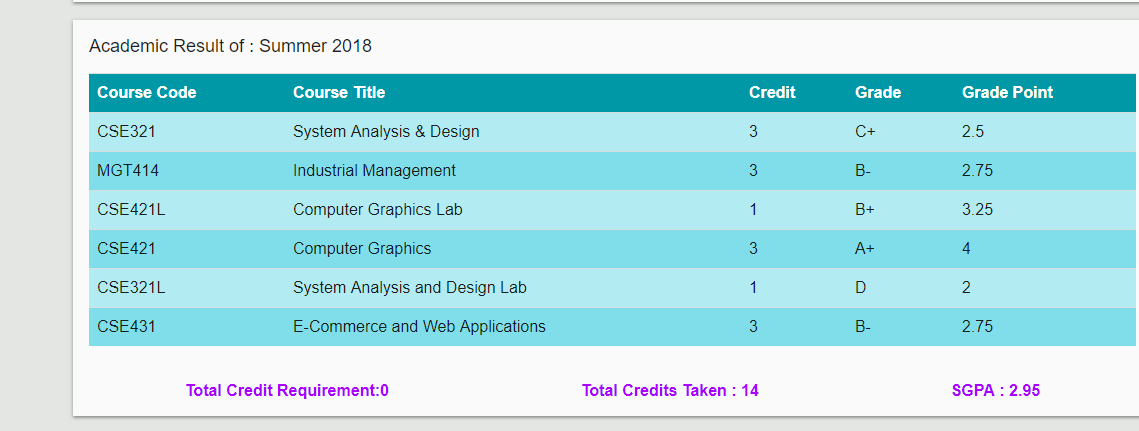 Academic Result of : Summer 2018
Course Code Course Title Credit Grade Grade Point
CSE321 System Analysis & Design 3 C+ 2.5
MGT414 Industrial Management 3 B- 2.75
CSE421L Computer Graphics Lab 1 B+ 3.25
CSE421 Computer Graphics 3 A+ 4
CSE321L System Analysis and Design Lab 1 D 2
CSE431 E-Commerce and Web Applications 3 B- 2.75
Total Credit Requirement:0 Total Credits Taken : 14 SGPA : 2.95